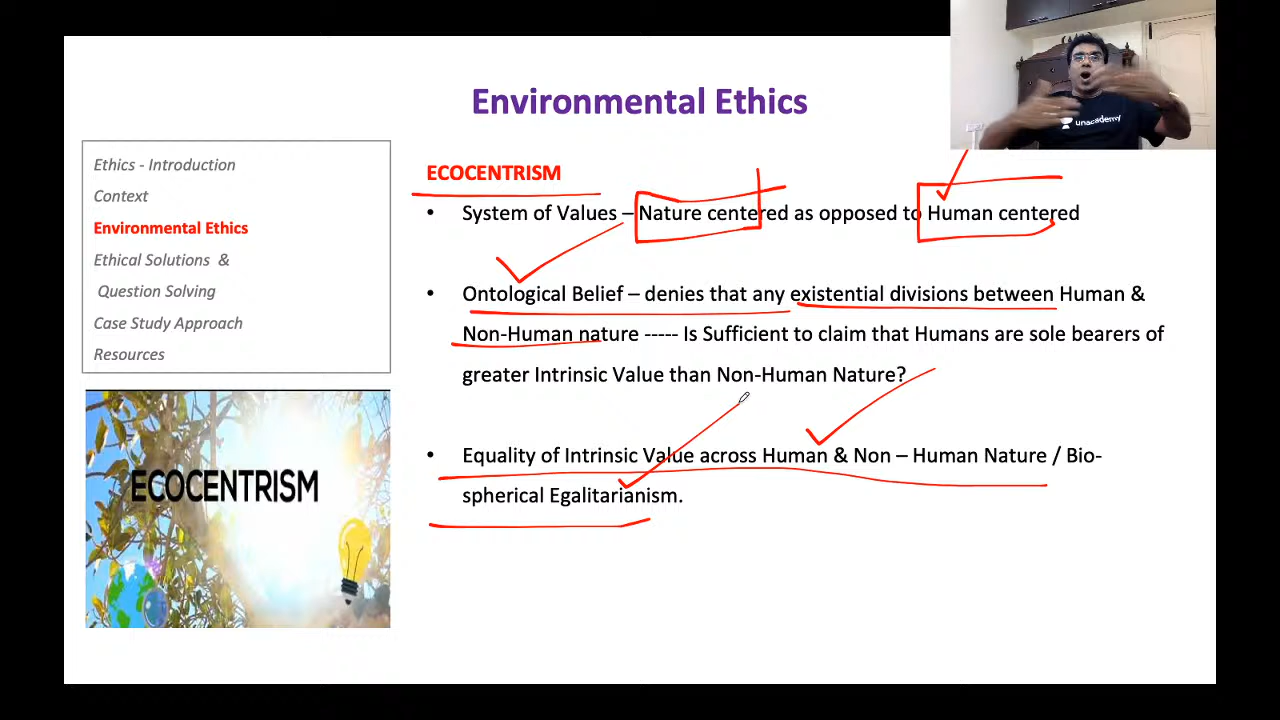 Environmental Ethics
unacademy
Ethics - Introduction
Context
Environmental Ethics
Ethical Solutions &
Question Solving
Case Study Approach
Resources
ECOCENTRISM
ECOCENTRISM
• System of Values – Nature centered as opposed to Human centered
• Ontological Belief – denies that any existential divisions between Human &
Non-Human nature ----- Is Sufficient to claim that Humans are sole bearers of
greater Intrinsic Value than Non-Human Nature?
• Equality of Intrinsic Value across Human & Non – Human Nature / Bio-
spherical Egalitarianism.